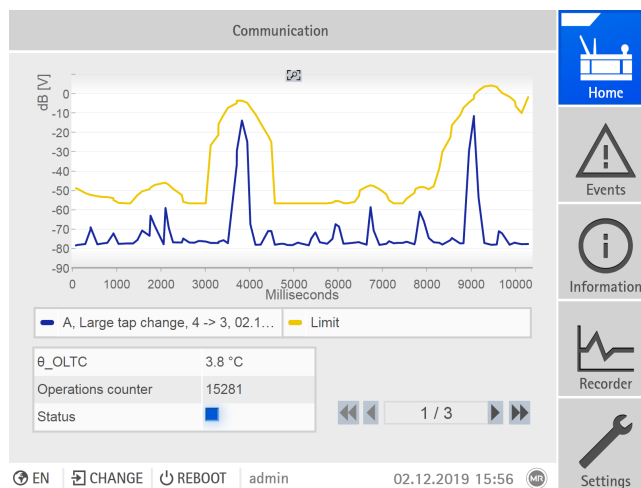 Communication
dB [V]
0
-10
-20
-30
-40
-50
-60
-70
-80
-90
0 1000 2000 3000 4000 5000 6000 7000 8000 9000 10000
Milliseconds
A, Large tap change, 4 -> 3, 02.1... Limit
θ_OLTC 3.8 °C
Operations counter 15281
Status
1 / 3
Home
Events
Information
Recorder
Settings
EN CHANGE REBOOT admin 02.12.2019 15:56 MR